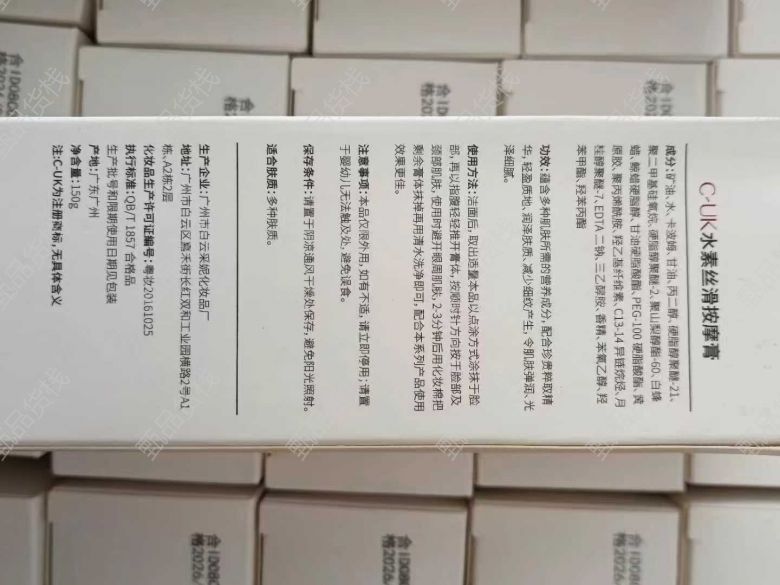 C-UK水素丝滑按摩膏
成分:矿油、水、卡波姆、甘油、丙二醇、硬脂醇聚醚-21、
聚二甲基硅氧烷、硬脂醇聚醚-2、聚山梨醇酯-60、白蜂
蜡、鲸蜡硬脂醇、甘油硬脂酸酯、PEG-100 硬脂酸酯、黄
原胶、聚丙烯酰胺、羟乙基纤维素、C13-14 异链烷烃、月
桂醇聚醚-7、EDTA 二钠、三乙醇胺、香精、苯氧乙醇、羟
苯甲酯、羟苯丙酯
功效:蕴含多种肌肤所需的营养成分,配合珍贵粹取精
华,轻盈质地、润泽肤质、减少细纹产生,令肌肤弹润、光
泽细腻。
使用方法:洁面后,取出适量本品以点涂方式涂抹于脸
部,再以指腹轻轻推开膏体,按顺时针方向按于脸部及
颈部肌肤,使用时避开眼周肌肤,2-3分钟后用化妆棉把
剩余膏体抹掉再用清水洗净即可,配合本系列产品使用
效果更佳。
注意事项:本品仅限外用,如有不适,请立即停用;请置
于婴幼儿无法触及处,避免误食。
保存条件:请置于阴凉通风干燥处保存,避免阳光照射。
适合肤质:多种肤质。
生产企业:广州市白云采妮化妆品厂
地址:广州市白云区嘉禾街长红双和工业园横路2号A1
栋、A2栋2层
化妆品生产许可证编号:粤妆20161025
执行标准:QB/T 1857 合格品
生产批号和限期使用日期见包装
产地:广东广州
净含量:150g
注:C-UK为注册商标,无具体含义